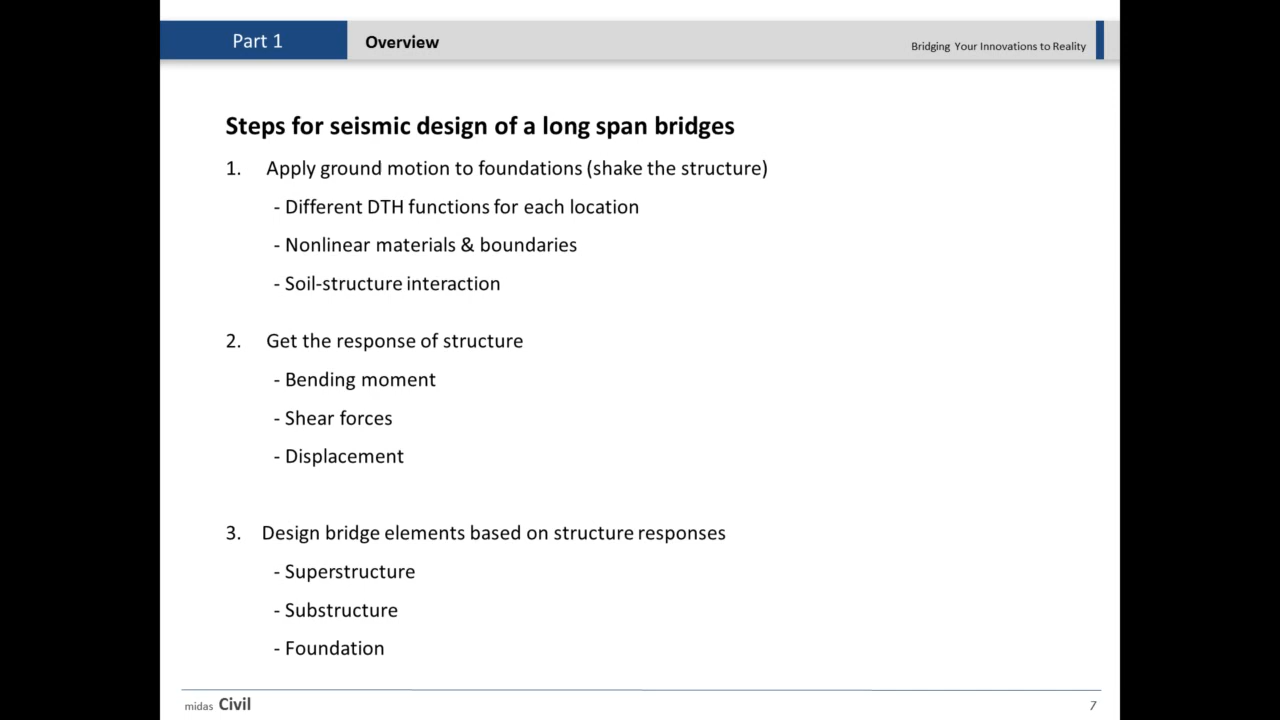 Part 1
Overview
Bridging Your Innovations to Reality
Steps for seismic design of a long span bridges
1. Apply ground motion to foundations (shake the structure)
- Different DTH functions for each location
- Nonlinear materials & boundaries
- Soil-structure interaction
2. Get the response of structure
- Bending moment
- Shear forces
- Displacement
3. Design bridge elements based on structure responses
- Superstructure
- Substructure
- Foundation
midas Civil
7